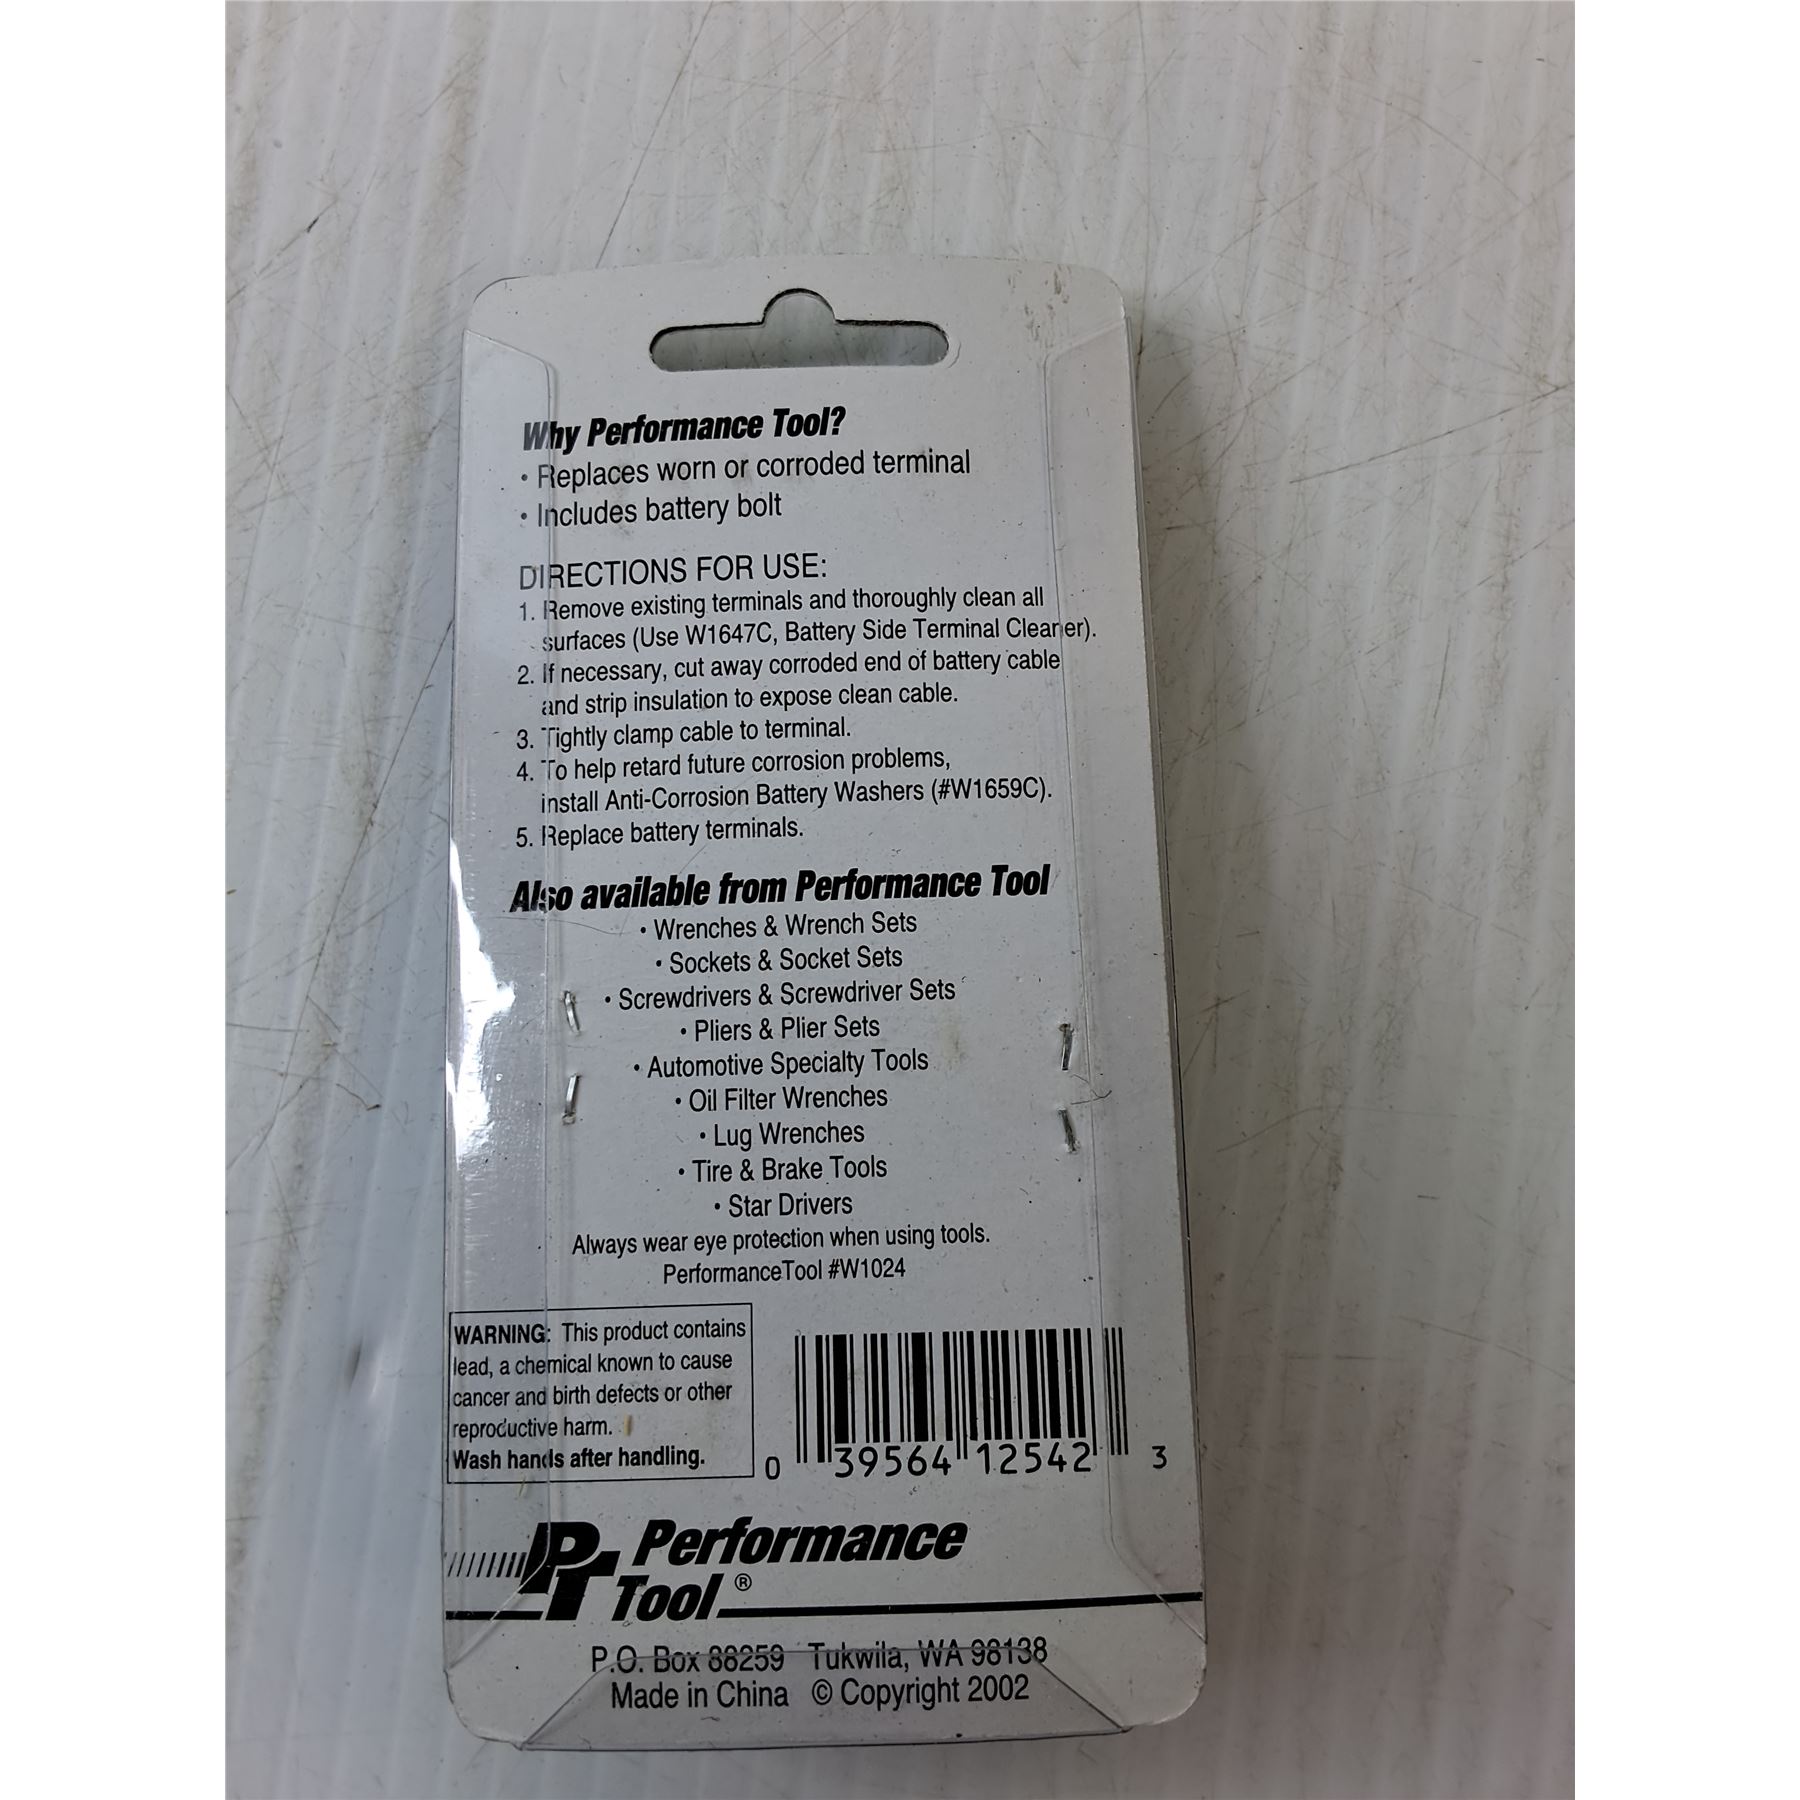 Why Performance Tool?
• Replaces worn or corroded terminal
• Includes battery bolt
DIRECTIONS FOR USE:
1. Remove existing terminals and thoroughly clean all
surfaces (Use W1647C, Battery Side Terminal Cleaner).
2. If necessary, cut away corroded end of battery cable
and strip insulation to expose clean cable.
3. Tightly clamp cable to terminal.
4. To help retard future corrosion problems,
install Anti-Corrosion Battery Washers (#W1659C).
5. Replace battery terminals.
Also available from Performance Tool
• Wrenches & Wrench Sets
• Sockets & Socket Sets
• Screwdrivers & Screwdriver Sets
• Pliers & Plier Sets
• Automotive Specialty Tools
• Oil Filter Wrenches
• Lug Wrenches
• Tire & Brake Tools
• Star Drivers
Always wear eye protection when using tools.
PerformanceTool #W1024
WARNING: This product contains
lead, a chemical known to cause
cancer and birth defects or other
reproductive harm.
Wash hands after handling.
0 39564 12542 3
PT Performance
Tool®
P.O. Box 88259 Tukwila, WA 98138
Made in China © Copyright 2002